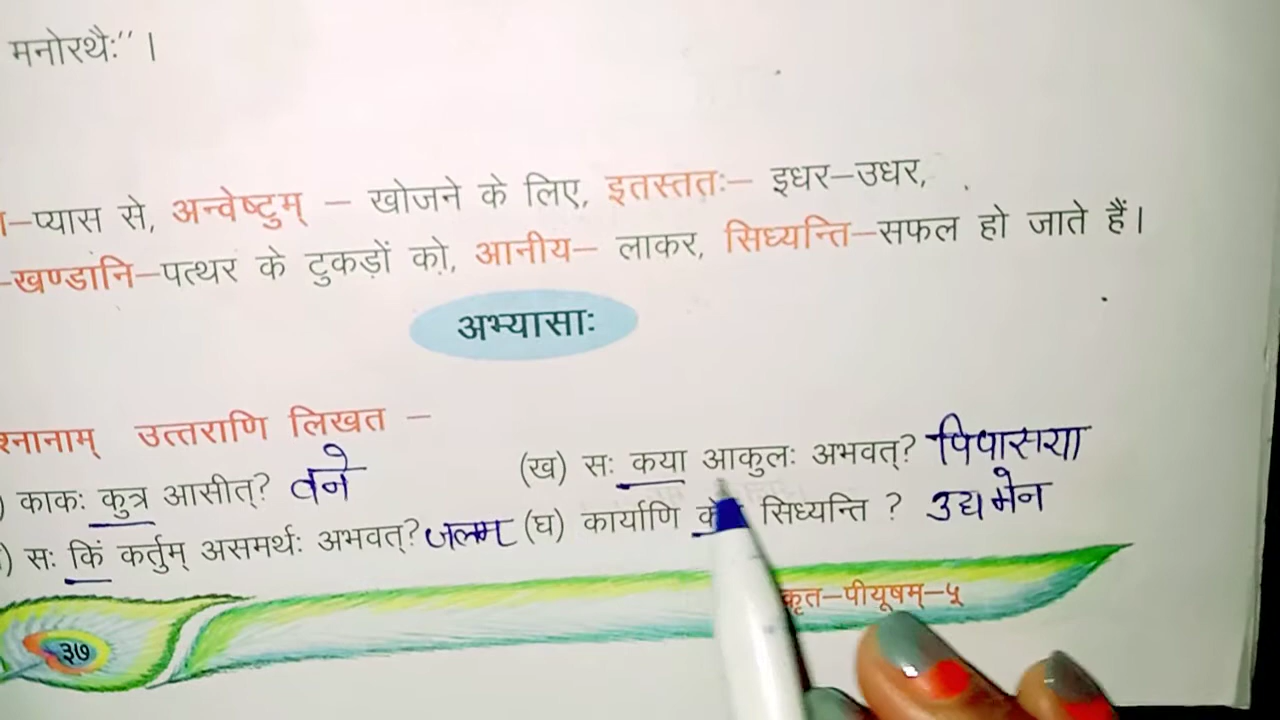 मनोरथैः" ।
–प्यास से, अन्वेष्टुम् – खोजने के लिए, इतस्ततः– इधर–उधर,
–खण्डानि–पत्थर के टुकड़ों को, आनीय– लाकर, सिध्यन्ति–सफल हो जाते हैं।
अभ्यासाः
श्नानाम् उत्तराणि लिखत –
) काकः कुत्र आसीत्? वने (ख) सः कया आकुलः अभवत्? पिपासया
) सः किं कर्तुम् असमर्थः अभवत्? जलम (घ) कार्याणि सिध्यन्ति ? उद्यमेन
कृत–पीयूषम्–५
३७